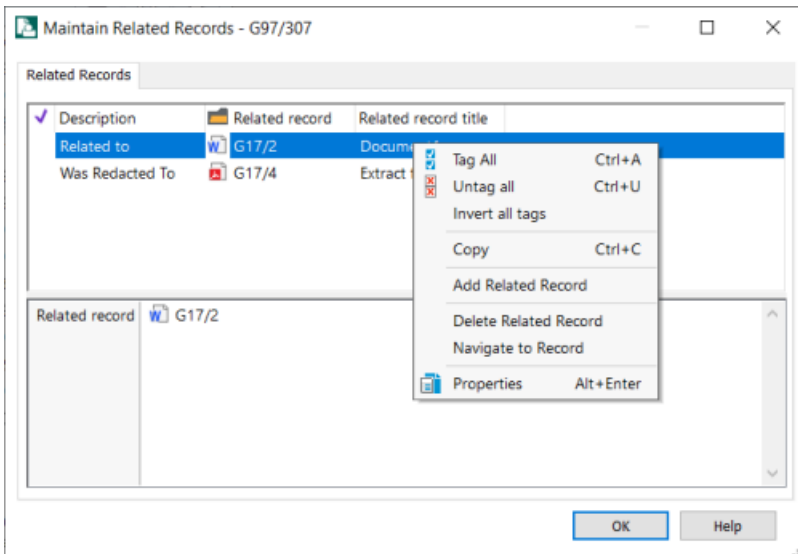 Maintain Related Records - G97/307
Related Records
Description Related record Related record title
Related to G17/2
Was Redacted To G17/4 Extract
Tag All Ctrl+A
Untag all Ctrl+U
Invert all tags
Copy Ctrl+C
Add Related Record
Delete Related Record
Navigate to Record
Properties Alt+Enter
Related record G17/2
OK Help